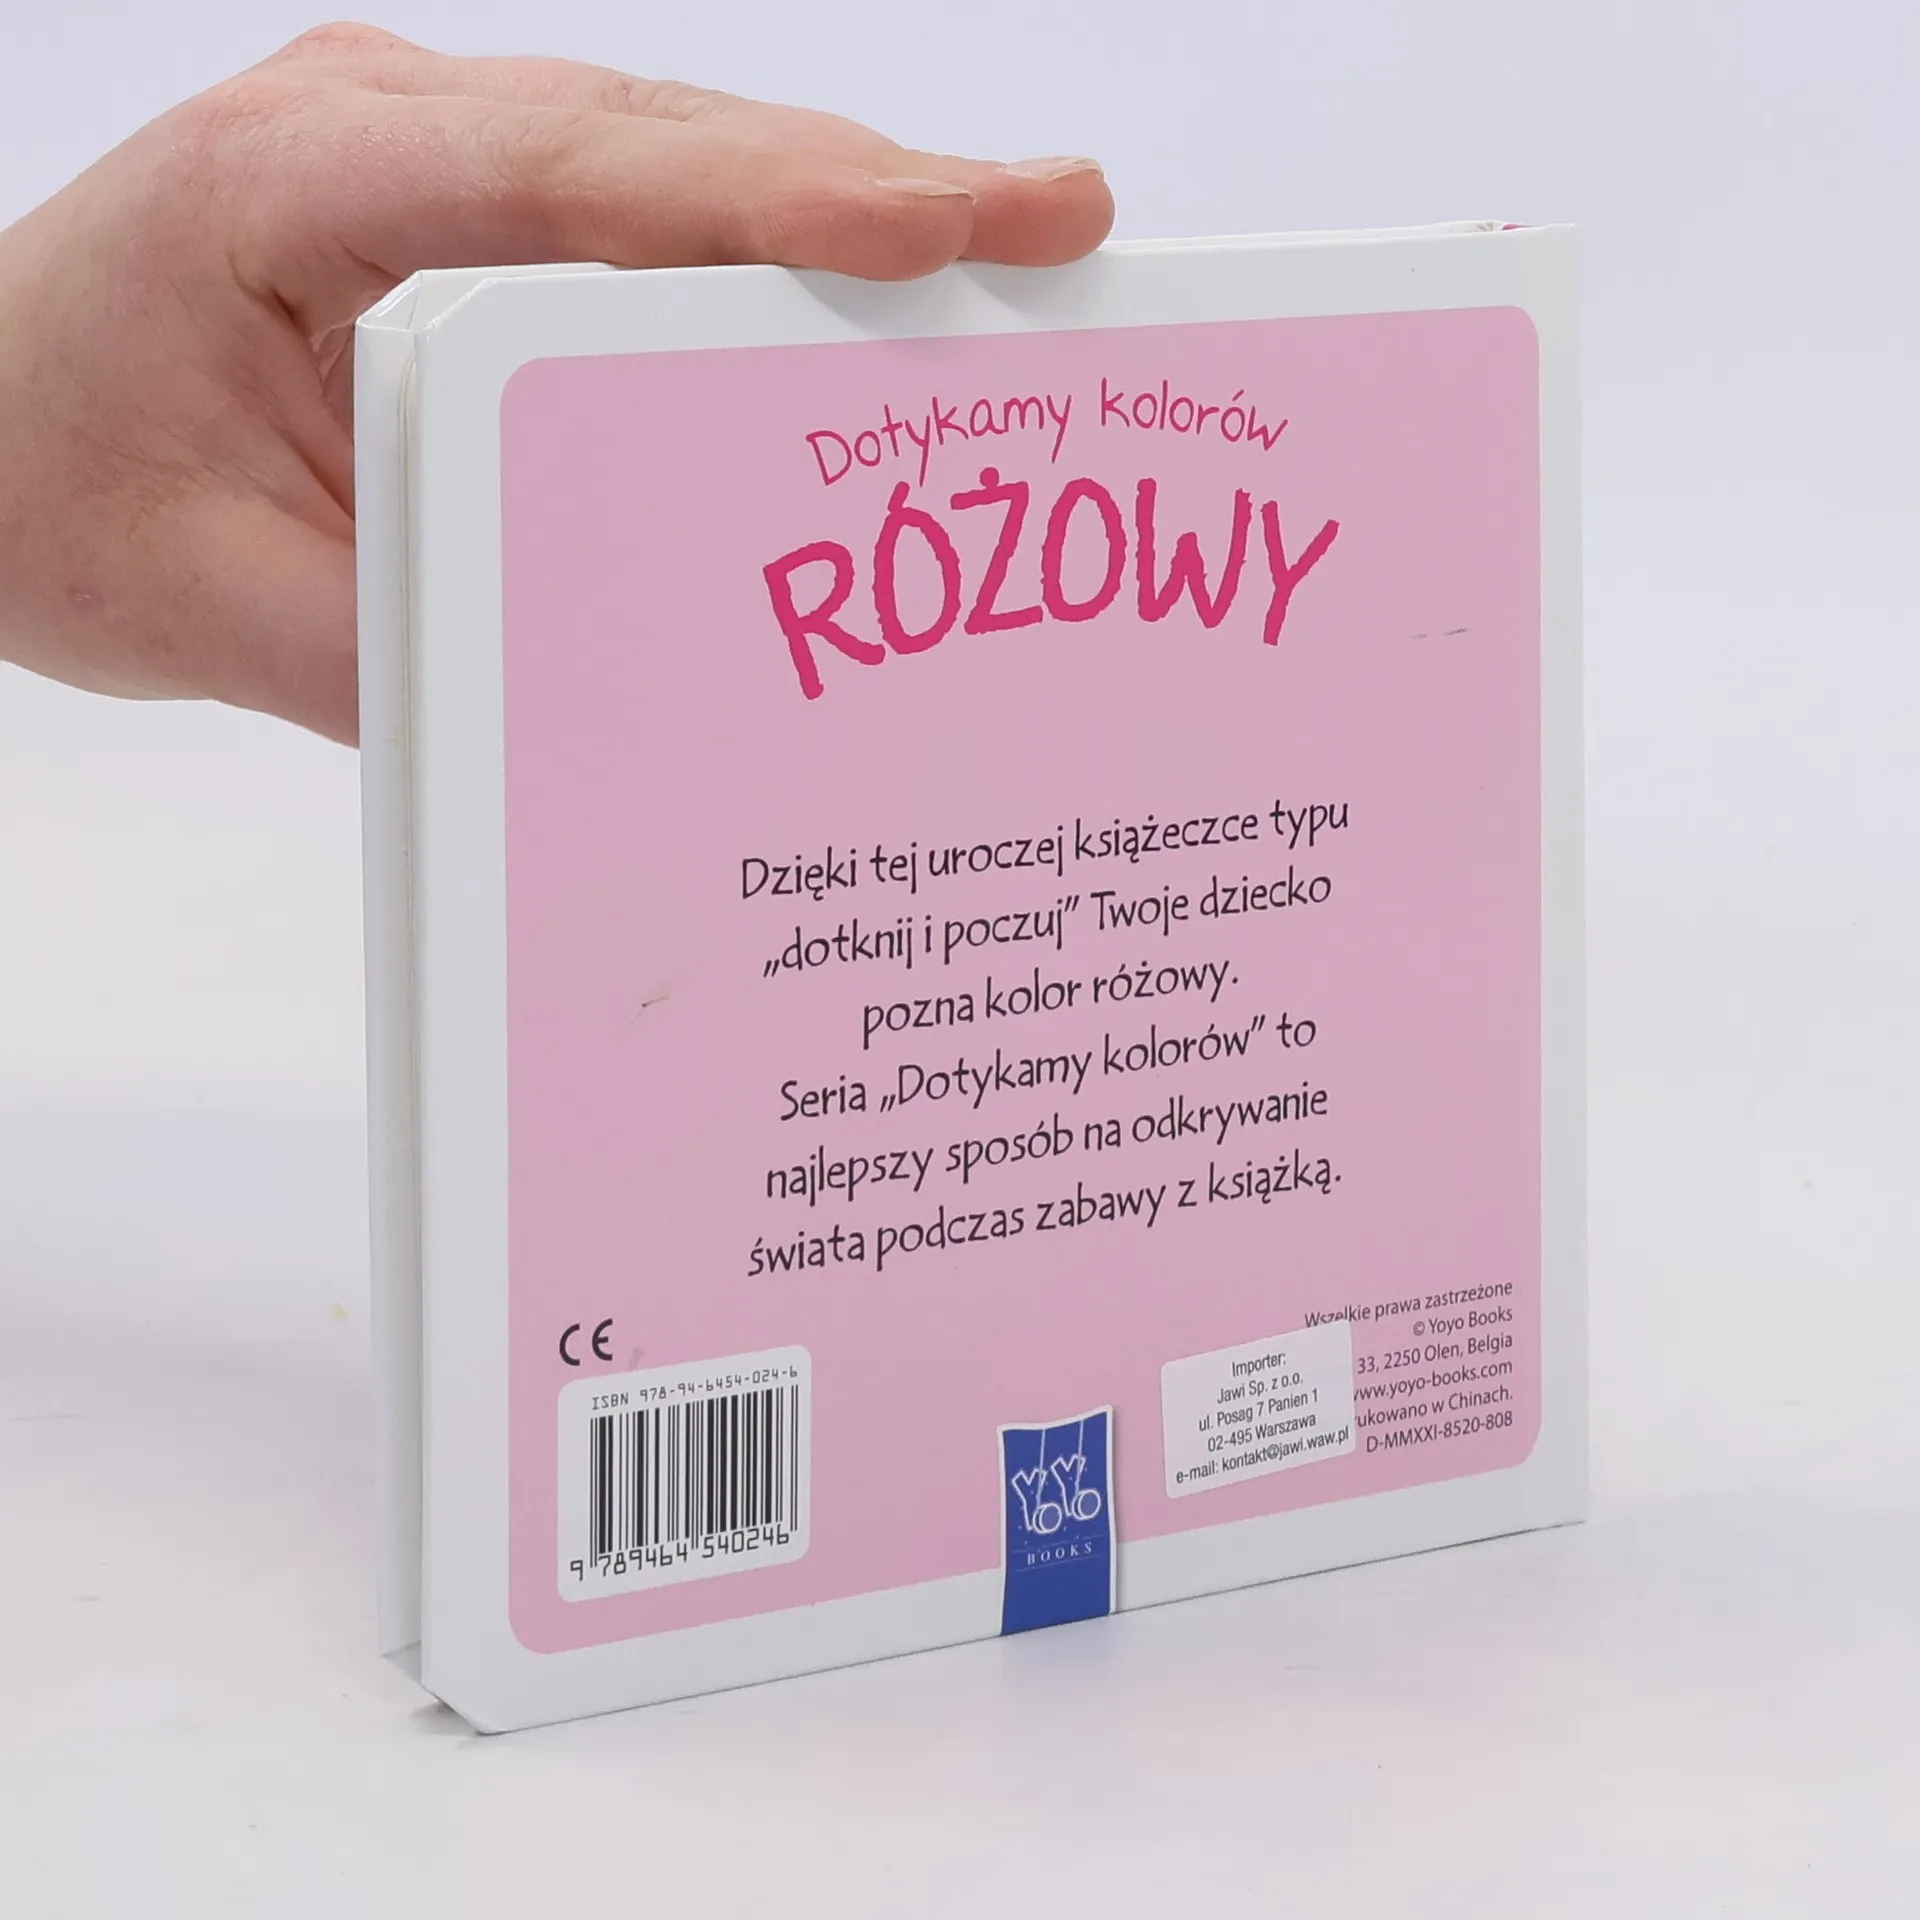 Dotykamy kolorów
RÓŻOWY
Dzięki tej uroczej książeczce typu
„dotknij i poczuj” Twoje dziecko
pozna kolor różowy.
Seria „Dotykamy kolorów” to
najlepszy sposób na odkrywanie
świata podczas zabawy z książką.
CE
ISBN 978-94-6454-024-6
9 789464 540246
YOYO
BOOKS
Importer:
Jawi Sp. z o.o.
ul. Posag 7 Panien 1
02-495 Warszawa
e-mail: kontakt@jawi.waw.pl
Wszelkie prawa zastrzeżone
© Yoyo Books
33, 2250 Olen, Belgia
www.yoyo-books.com
ukowano w Chinach.
D-MMXXI-8520-808